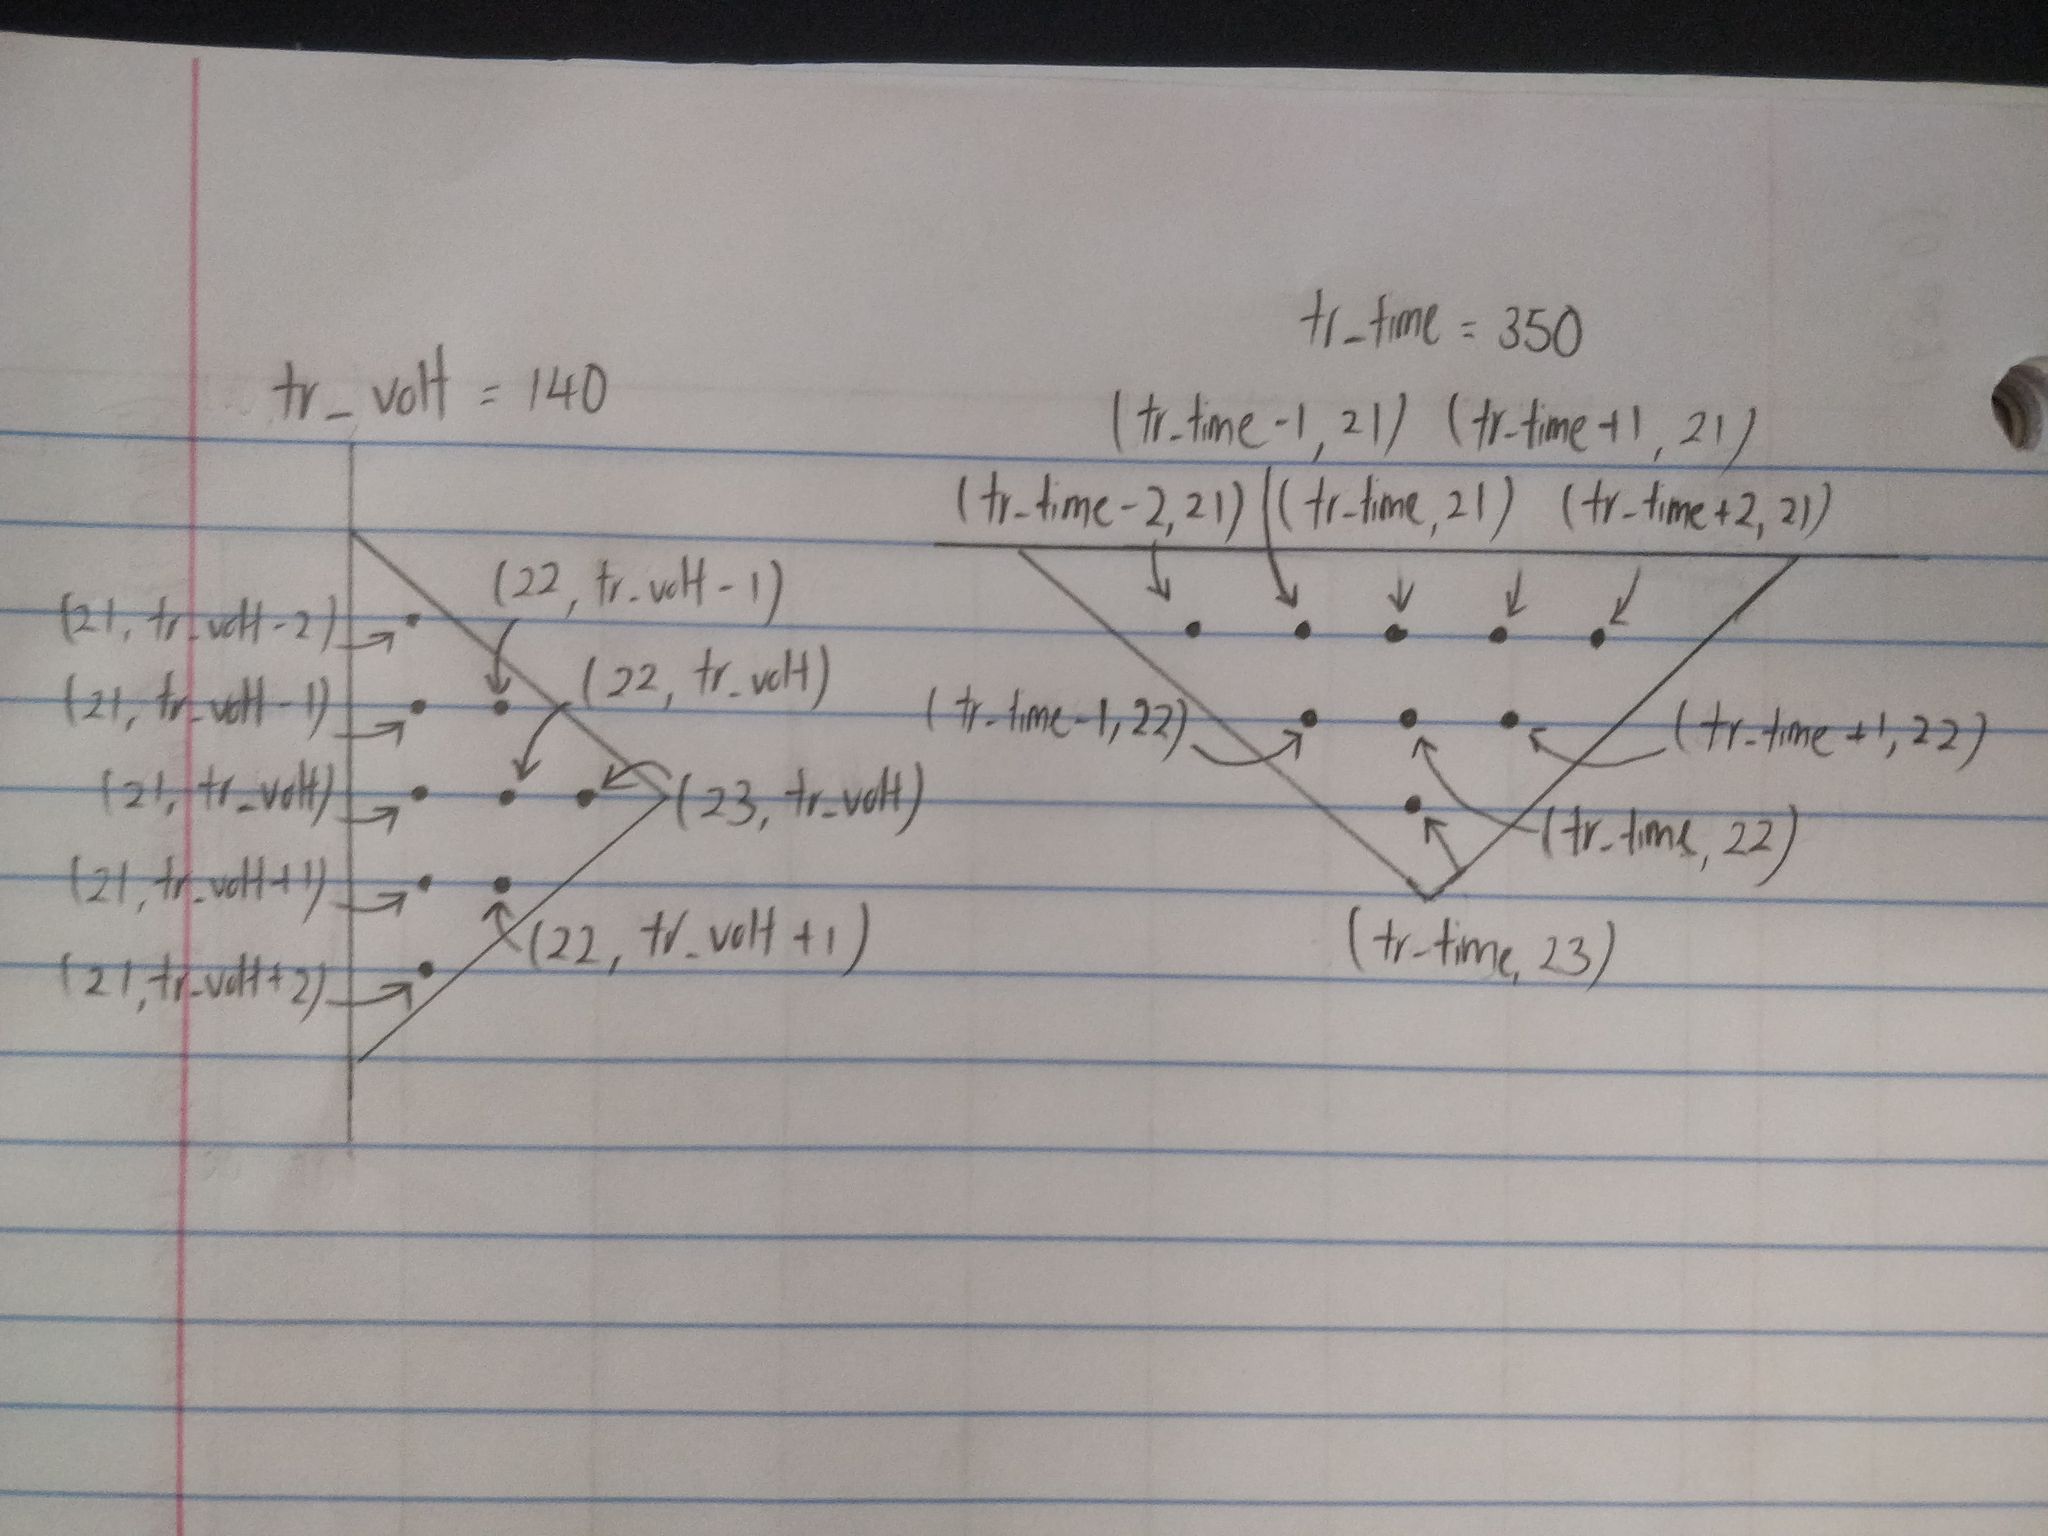 tr_volt = 140
(22, tr_volt-1)
(21, tr_volt-2)
(22, tr_volt)
(21, tr_volt-1)
(21, tr_volt)
(23, tr_volt)
(21, tr_volt+1)
(22, tr_volt+1)
(21, tr_volt+2)
tr_time = 350
(tr_time-1, 21) (tr_time+1, 21)
(tr_time-2, 21) (tr_time, 21) (tr_time+2, 21)
(tr_time-1, 22) (tr_time+1, 22)
(tr_time, 22)
(tr_time, 23)